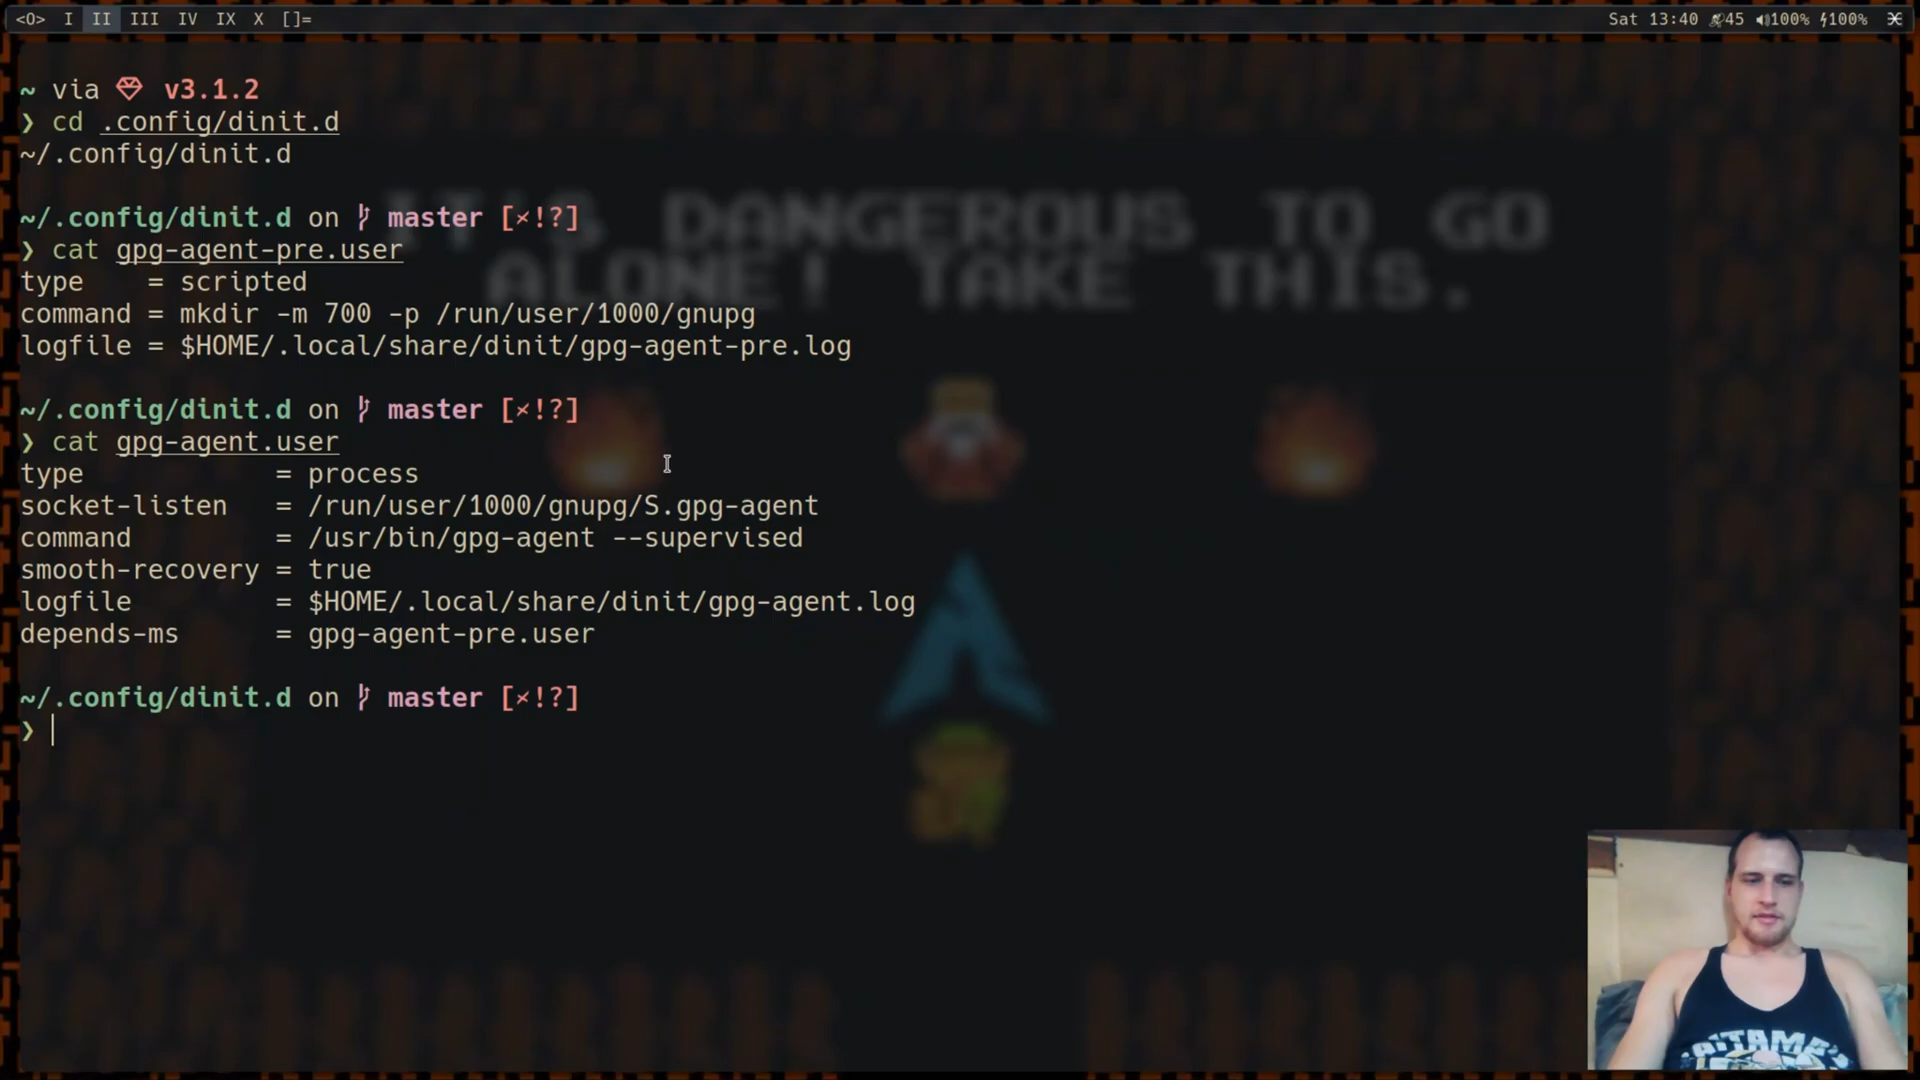 <O> I II III IV IX X []= Sat 13:40 45 100% 100%
~ via v3.1.2
❯ cd .config/dinit.d
~/.config/dinit.d
~/.config/dinit.d on master [×!?]
❯ cat gpg-agent-pre.user
type    = scripted
command = mkdir -m 700 -p /run/user/1000/gnupg
logfile = $HOME/.local/share/dinit/gpg-agent-pre.log
~/.config/dinit.d on master [×!?]
❯ cat gpg-agent.user
type            = process
socket-listen   = /run/user/1000/gnupg/S.gpg-agent
command         = /usr/bin/gpg-agent --supervised
smooth-recovery = true
logfile         = $HOME/.local/share/dinit/gpg-agent.log
depends-ms      = gpg-agent-pre.user
~/.config/dinit.d on master [×!?]
❯
IT'S DANGEROUS TO GO
ALONE! TAKE THIS.